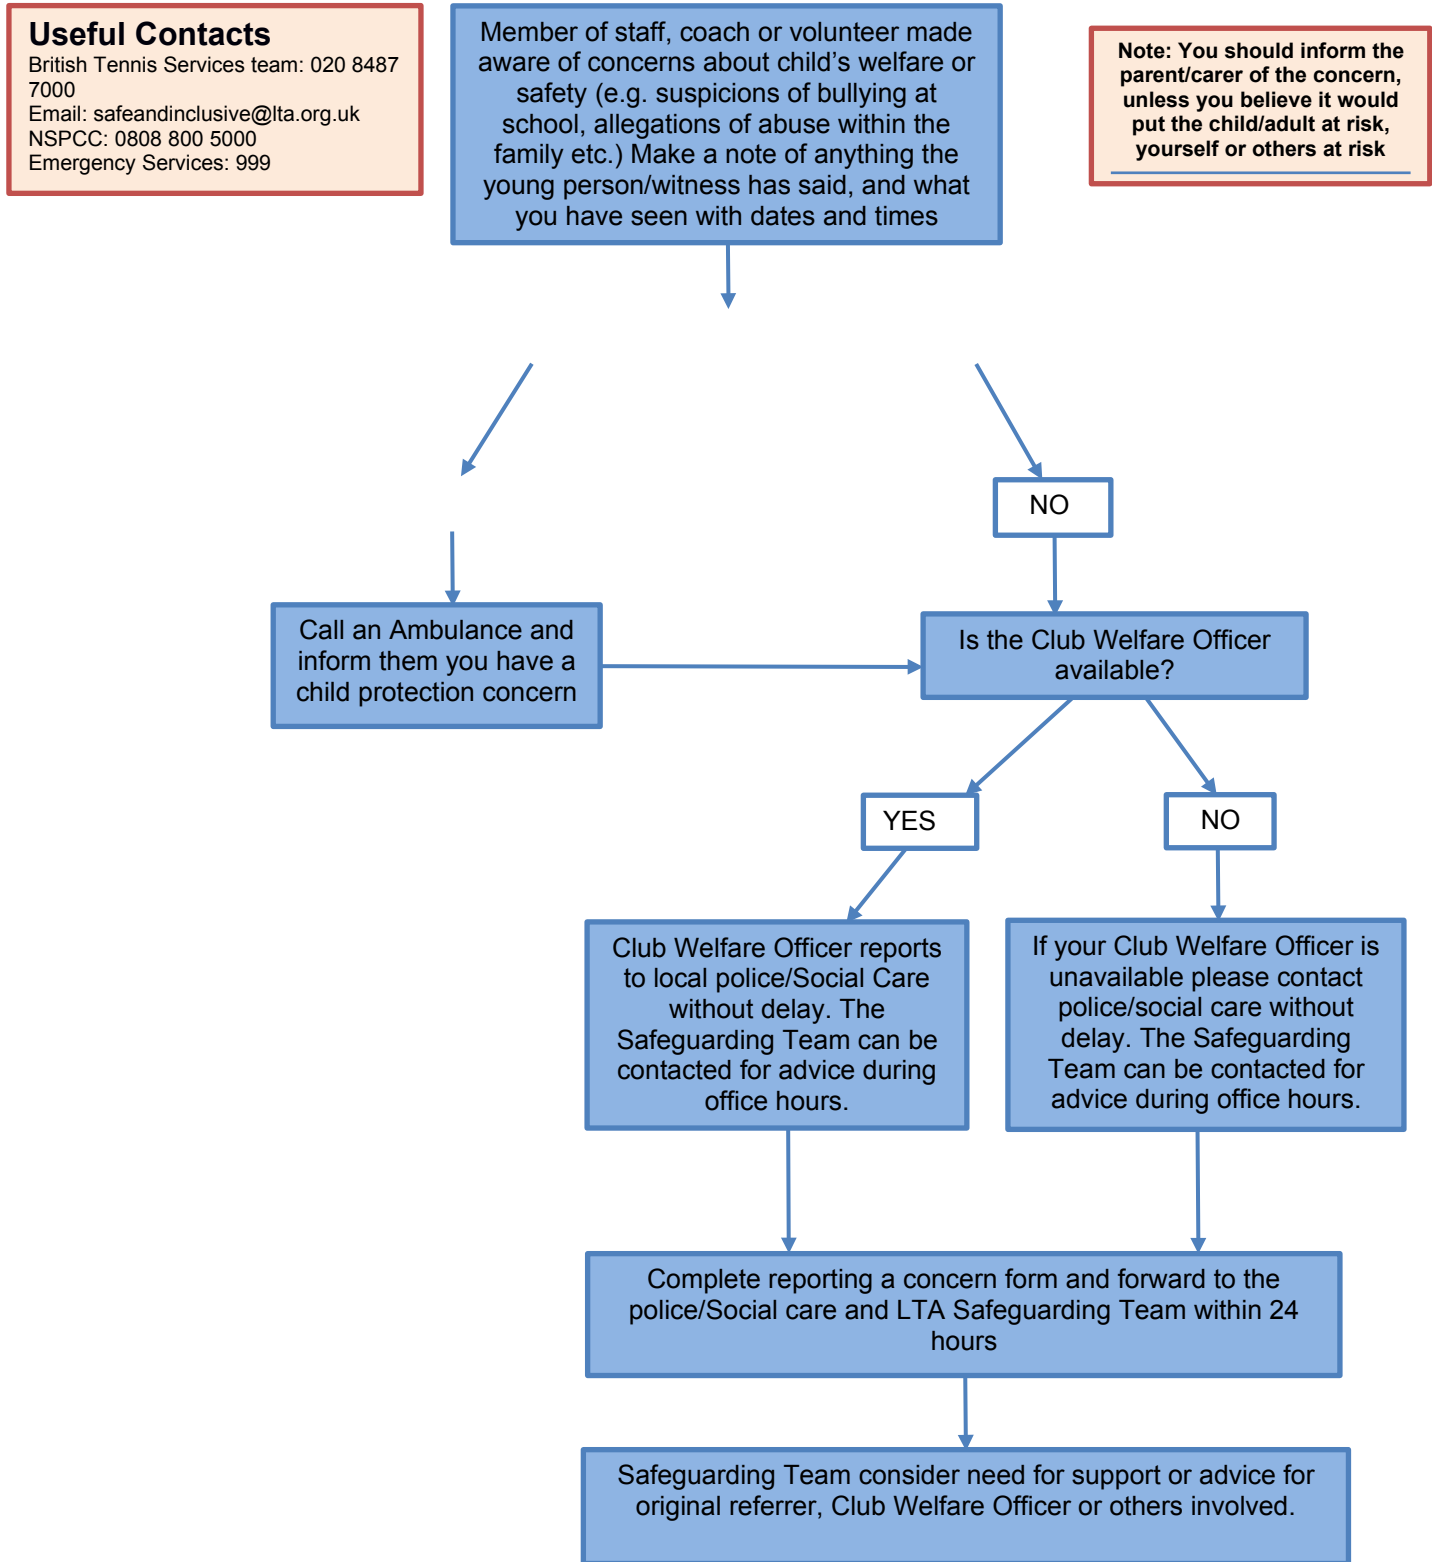 Useful Contacts
British Tennis Services team: 020 8487
7000
Email: safeandinclusive@lta.org.uk
NSPCC: 0808 800 5000
Emergency Services: 999
Member of staff, coach or volunteer made
aware of concerns about child’s welfare or
safety (e.g. suspicions of bullying at
school, allegations of abuse within the
family etc.) Make a note of anything the
young person/witness has said, and what
you have seen with dates and times
Note: You should inform the
parent/carer of the concern,
unless you believe it would
put the child/adult at risk,
yourself or others at risk
NO
Call an Ambulance and
inform them you have a
child protection concern
Is the Club Welfare Officer
available?
YES
NO
Club Welfare Officer reports
to local police/Social Care
without delay. The
Safeguarding Team can be
contacted for advice during
office hours.
If your Club Welfare Officer is
unavailable please contact
police/social care without
delay. The Safeguarding
Team can be contacted for
advice during office hours.
Complete reporting a concern form and forward to the
police/Social care and LTA Safeguarding Team within 24
hours
Safeguarding Team consider need for support or advice for
original referrer, Club Welfare Officer or others involved.